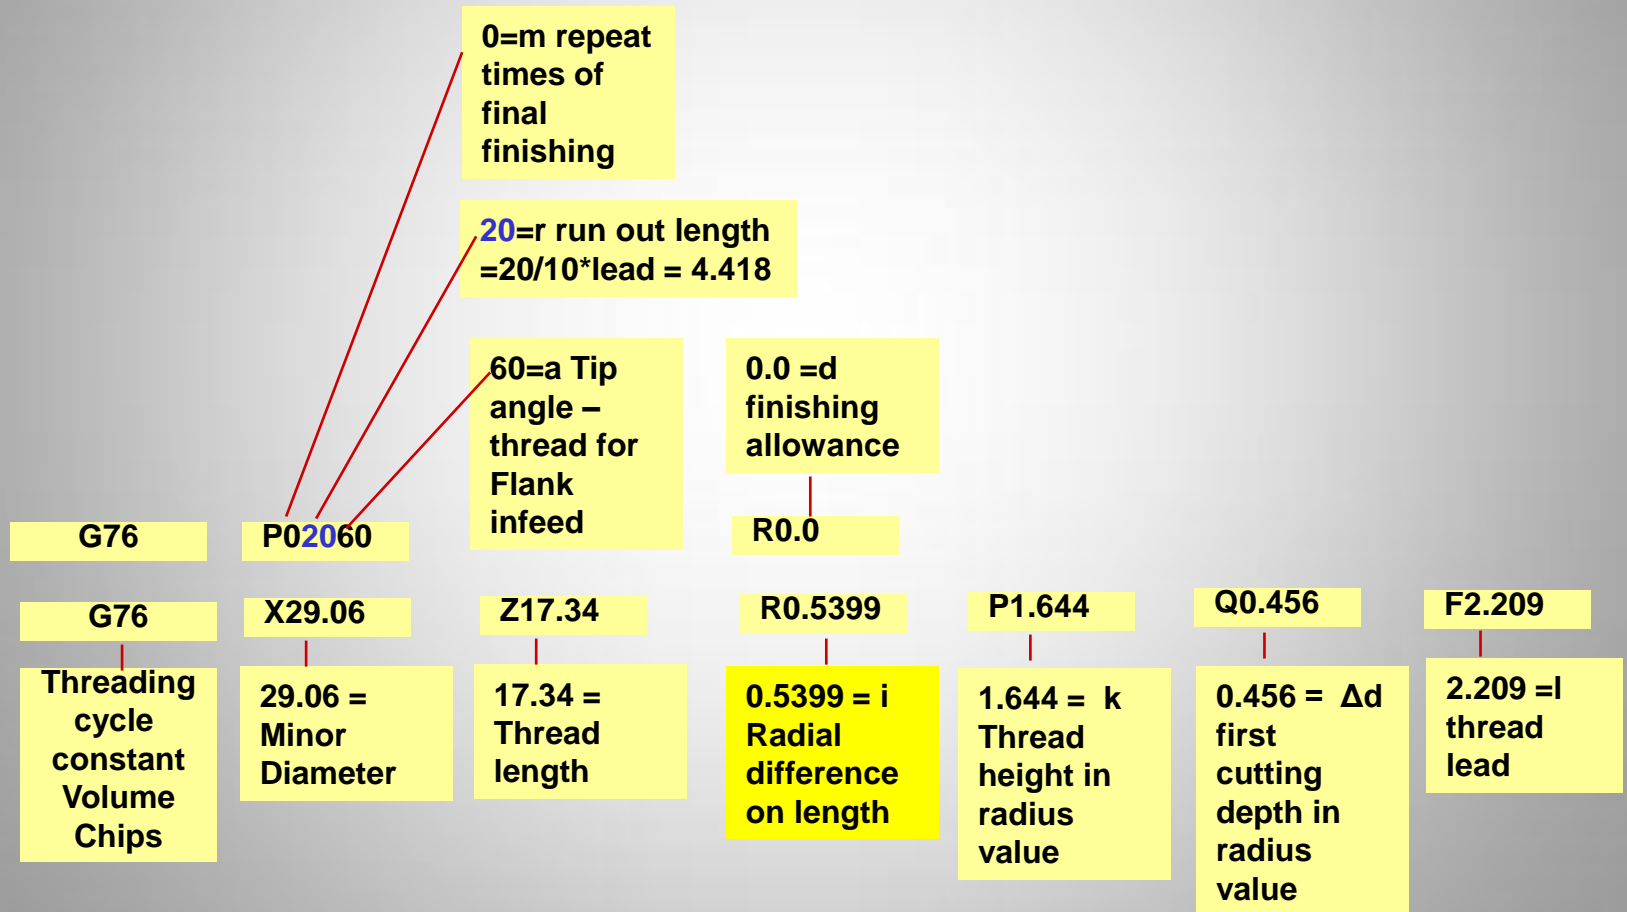 0=m repeat
times of
final
finishing
20=r run out length
=20/10*lead = 4.418
60=a Tip
angle –
thread for
Flank
infeed
0.0 =d
finishing
allowance
G76
P02060
R0.0
G76
X29.06
Z17.34
R0.5399
P1.644
Q0.456
F2.209
Threading
cycle
constant
Volume
Chips
29.06 =
Minor
Diameter
17.34 =
Thread
length
0.5399 = i
Radial
difference
on length
1.644 =  k
Thread
height in
radius
value
0.456 =  Δd
first
cutting
depth in
radius
value
2.209 =l
thread
lead